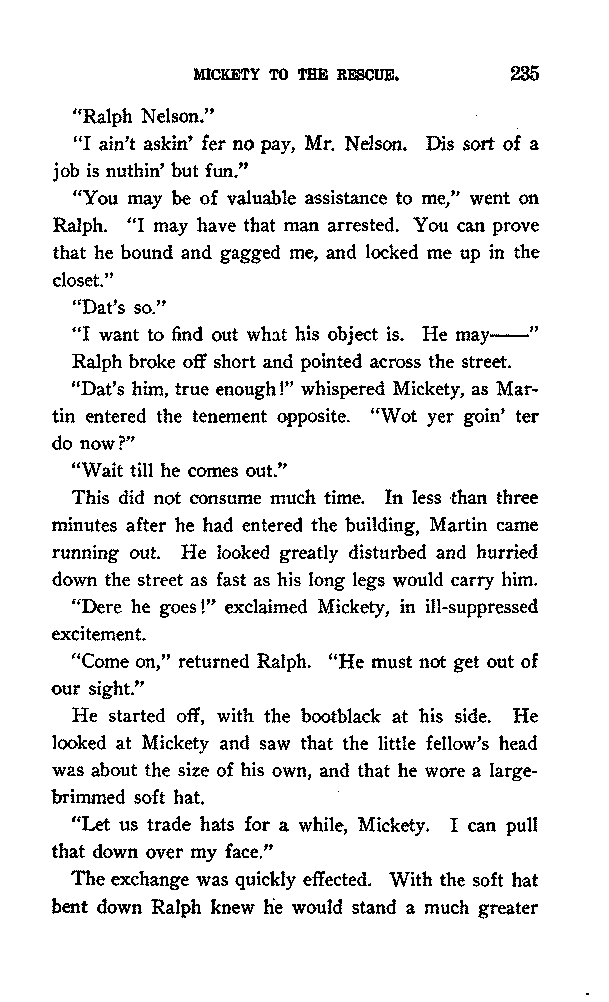 MICKETY TO THE RESCUE. 235
"Ralph Nelson."
"I ain't askin' fer no pay, Mr. Nelson. Dis sort of a
job is nuthin' but fun."
"You may be of valuable assistance to me," went on
Ralph. "I may have that man arrested. You can prove
that he bound and gagged me, and locked me up in the
closet."
"Dat's so."
"I want to find out what his object is. He may——"
Ralph broke off short and pointed across the street.
"Dat's him, true enough!" whispered Mickety, as Mar-
tin entered the tenement opposite. "Wot yer goin' ter
do now?"
"Wait till he comes out."
This did not consume much time. In less than three
minutes after he had entered the building, Martin came
running out. He looked greatly disturbed and hurried
down the street as fast as his long legs would carry him.
"Dere he goes!" exclaimed Mickety, in ill-suppressed
excitement.
"Come on," returned Ralph. "He must not get out of
our sight."
He started off, with the bootblack at his side. He
looked at Mickety and saw that the little fellow's head
was about the size of his own, and that he wore a large-
brimmed soft hat.
"Let us trade hats for a while, Mickety. I can pull
that down over my face."
The exchange was quickly effected. With the soft hat
bent down Ralph knew he would stand a much greater